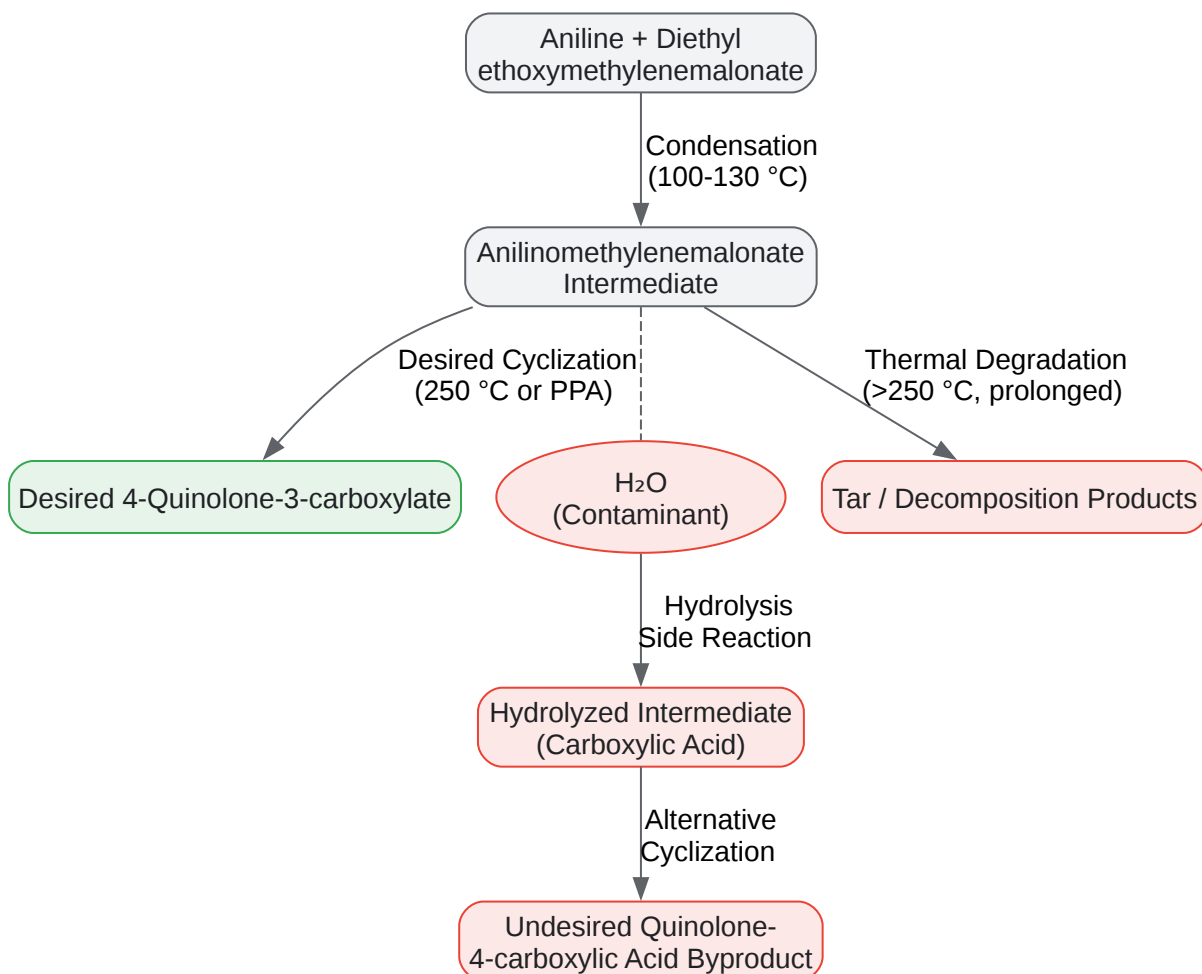 Aniline + Diethyl
ethoxymethylenemalonate
Condensation
(100-130 °C)
Anilinomethylenemalonate
Intermediate
Desired Cyclization
(250 °C or PPA)
Thermal Degradation
(>250 °C, prolonged)
Desired 4-Quinolone-3-carboxylate
H₂O
(Contaminant)
Tar / Decomposition Products
Hydrolysis
Side Reaction
Hydrolyzed Intermediate
(Carboxylic Acid)
Alternative
Cyclization
Undesired Quinolone-
4-carboxylic Acid Byproduct